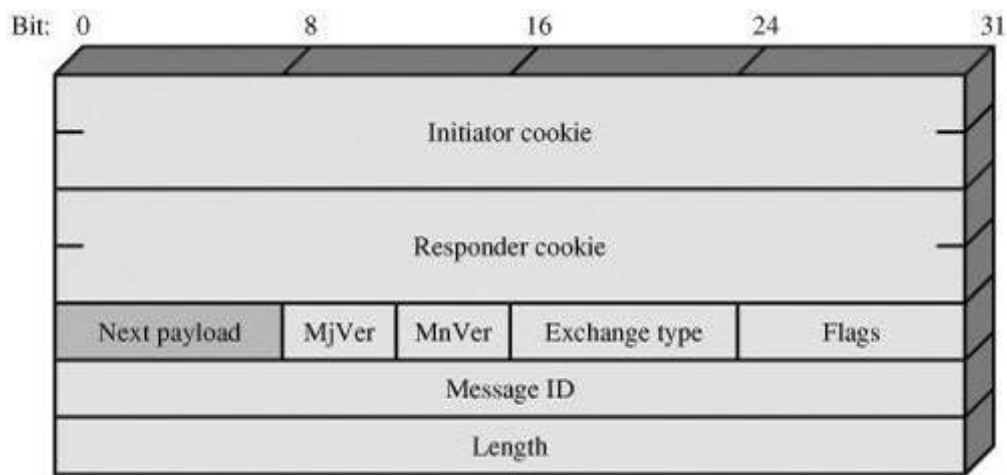 Bit: 0 8 16 24 31
Initiator cookie
Responder cookie
Next payload MjVer MnVer Exchange type Flags
Message ID
Length